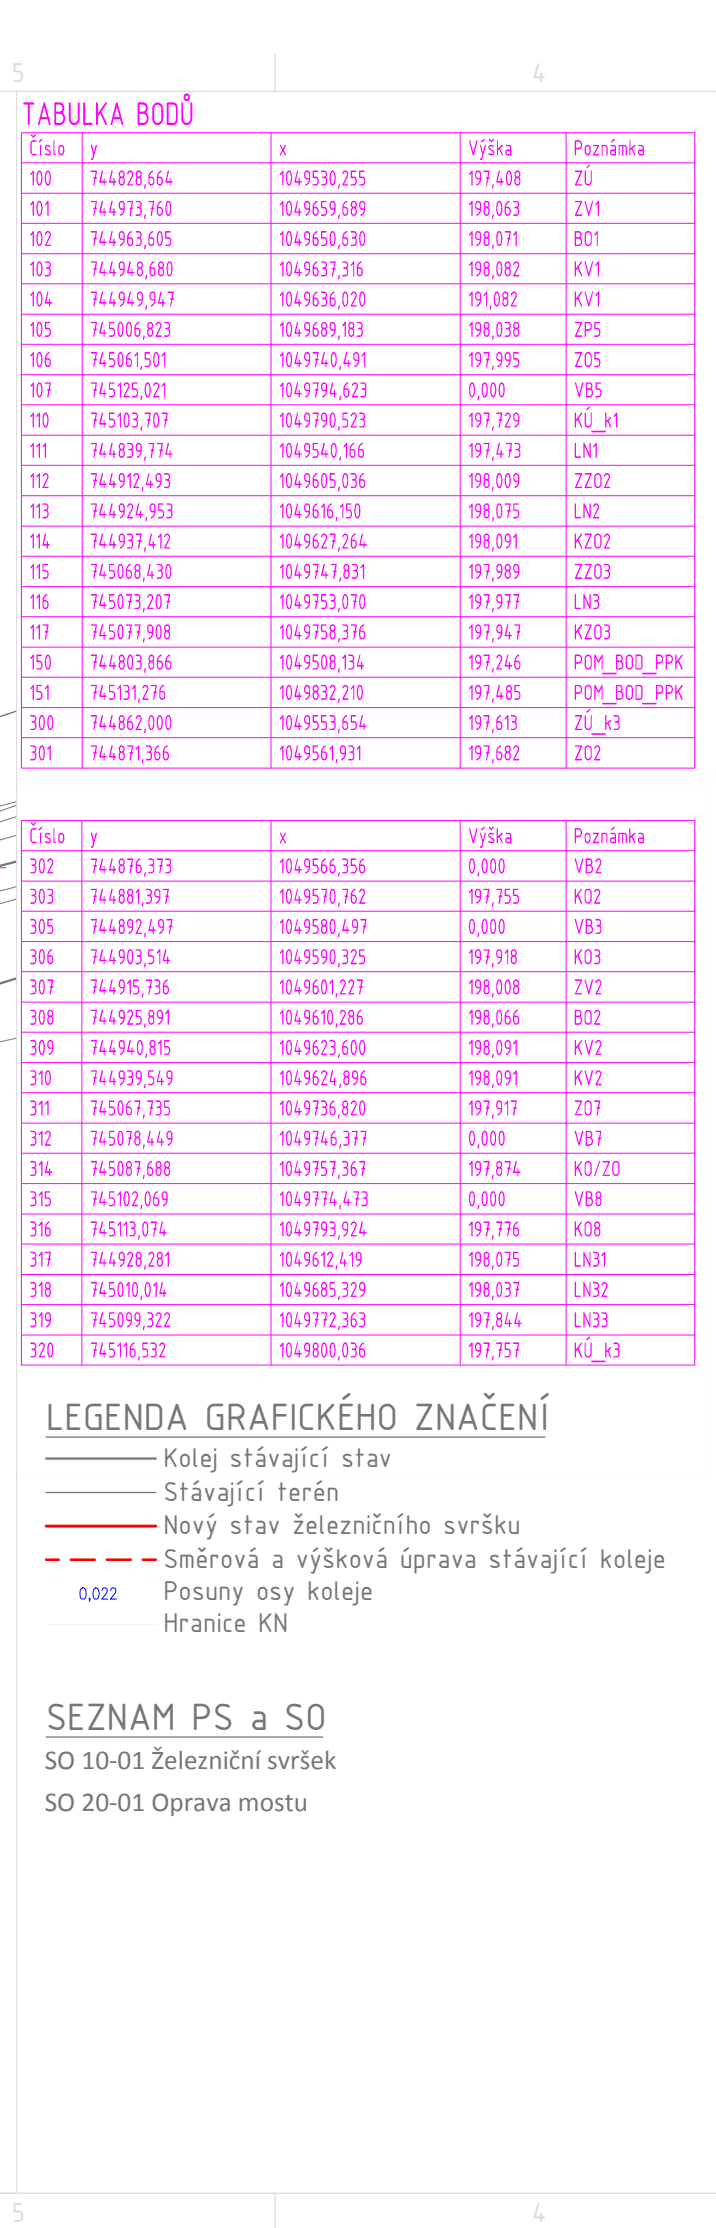 5 4
TABULKA BODŮ
Číslo y x Výška Poznámka
100 744828,664 1049530,255 197,408 ZÚ
101 744973,760 1049659,689 198,063 ZV1
102 744963,605 1049650,630 198,071 BO1
103 744948,680 1049637,316 198,082 KV1
104 744949,947 1049636,020 191,082 KV1
105 745006,823 1049689,183 198,038 ZP5
106 745061,501 1049740,491 197,995 ZO5
107 745125,021 1049794,623 0,000 VB5
110 745103,707 1049790,523 197,729 KÚ_k1
111 744839,774 1049540,166 197,473 LN1
112 744912,493 1049605,036 198,009 ZZO2
113 744924,953 1049616,150 198,075 LN2
114 744937,412 1049627,264 198,091 KZO2
115 745068,430 1049747,831 197,989 ZZO3
116 745073,207 1049753,070 197,977 LN3
117 745077,908 1049758,376 197,947 KZO3
150 744803,866 1049508,134 197,246 POM_BOD_PPK
151 745131,276 1049832,210 197,485 POM_BOD_PPK
300 744862,000 1049553,654 197,613 ZÚ_k3
301 744871,366 1049561,931 197,682 ZO2
Číslo y x Výška Poznámka
302 744876,373 1049566,356 0,000 VB2
303 744881,397 1049570,762 197,755 KO2
305 744892,497 1049580,497 0,000 VB3
306 744903,514 1049590,325 197,918 KO3
307 744915,736 1049601,227 198,008 ZV2
308 744925,891 1049610,286 198,066 BO2
309 744940,815 1049623,600 198,091 KV2
310 744939,549 1049624,896 198,091 KV2
311 745067,735 1049736,820 197,917 ZO7
312 745078,449 1049746,377 0,000 VB7
314 745087,688 1049757,367 197,874 KO/ZO
315 745102,069 1049774,473 0,000 VB8
316 745113,074 1049793,924 197,776 KO8
317 744928,281 1049612,419 198,075 LN31
318 745010,014 1049685,329 198,037 LN32
319 745099,322 1049772,363 197,844 LN33
320 745116,532 1049800,036 197,757 KÚ_k3
LEGENDA GRAFICKÉHO ZNAČENÍ
Kolej stávající stav
Stávající terén
Nový stav železničního svršku
Směrová a výšková úprava stávající koleje
0,022 Posuny osy koleje
Hranice KN
SEZNAM PS a SO
SO 10-01 Železniční svršek
SO 20-01 Oprava mostu
5 4